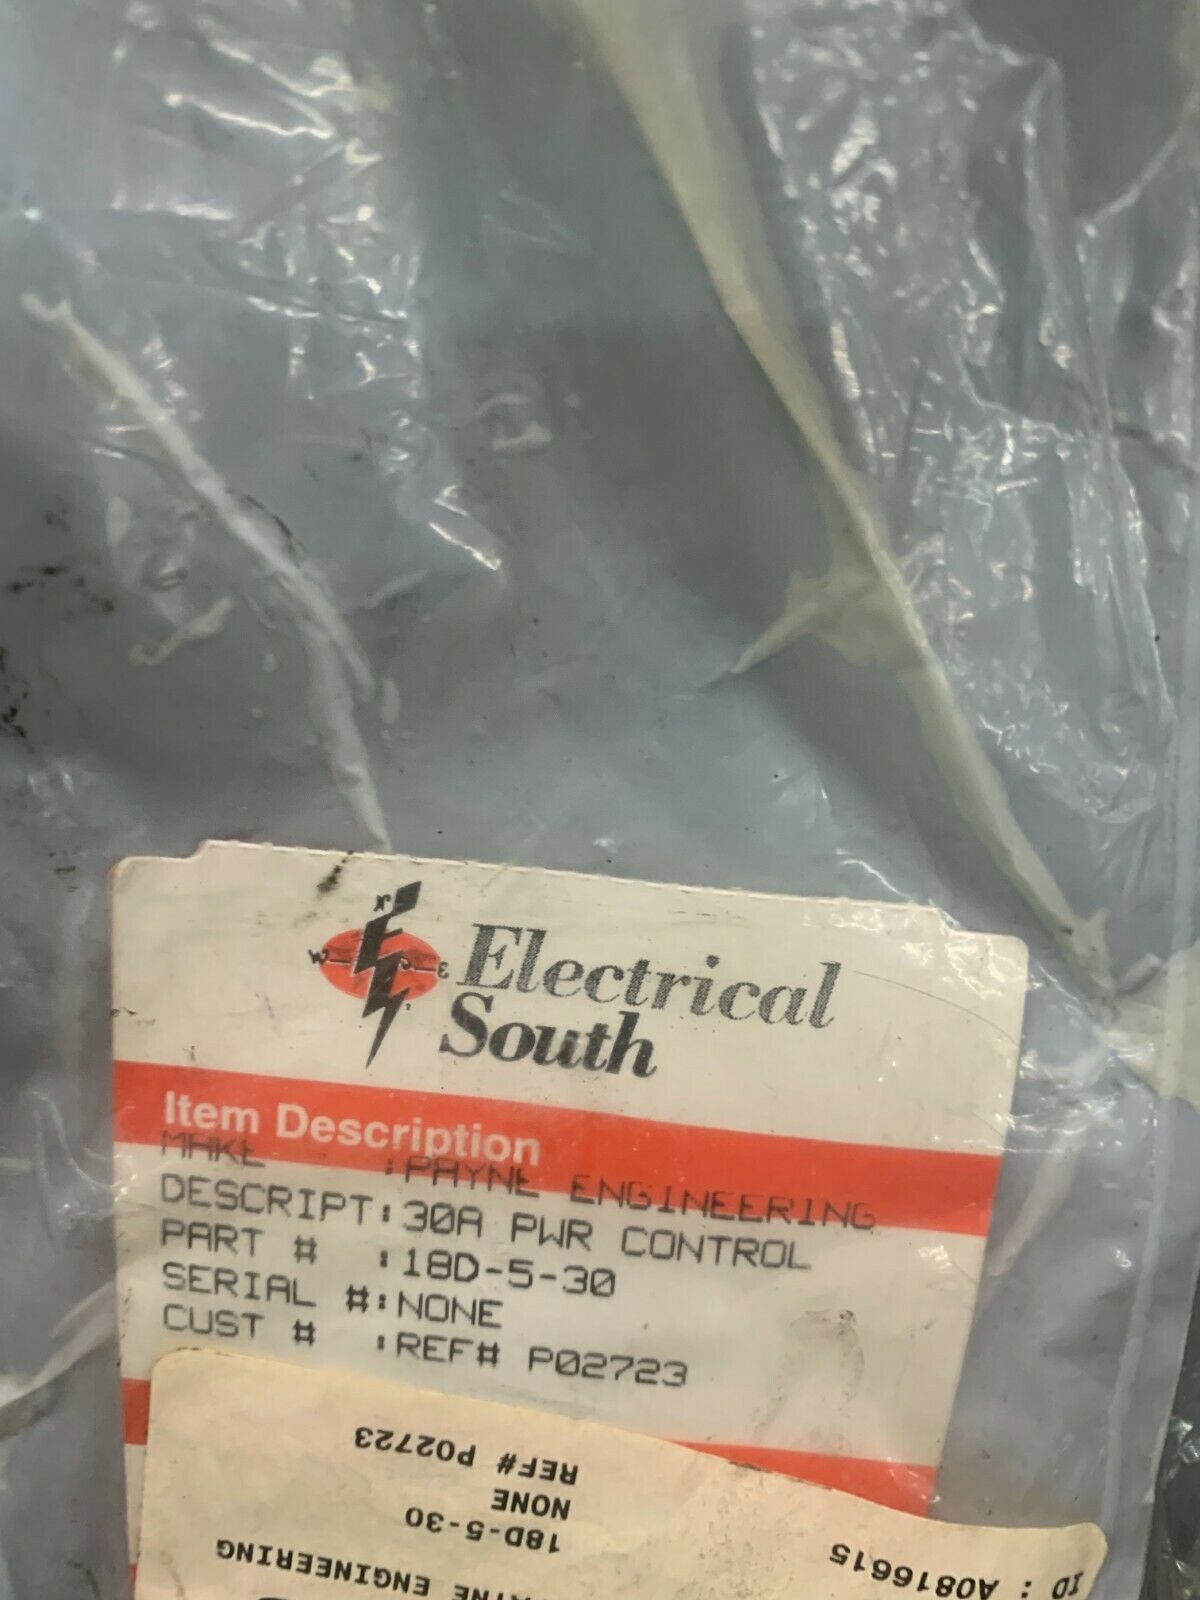 N
W
E
S
Electrical
South
Item Description
MAKE :PAYNE ENGINEERING
DESCRIPT:30A PWR CONTROL
PART # :18D-5-30
SERIAL #:NONE
CUST # :REF# P02723
ID : A0816615
ENGINEERING
18D-5-30
NONE
REF# P02723